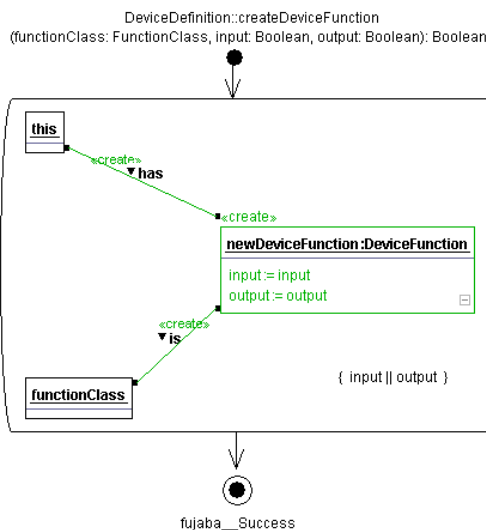 DeviceDefinition::createDeviceFunction
(functionClass: FunctionClass, input: Boolean, output: Boolean): Boolean
this
«create»
has
«create»
newDeviceFunction:DeviceFunction
input := input
output := output
«create»
is
functionClass
{ input || output }
fujaba__Success